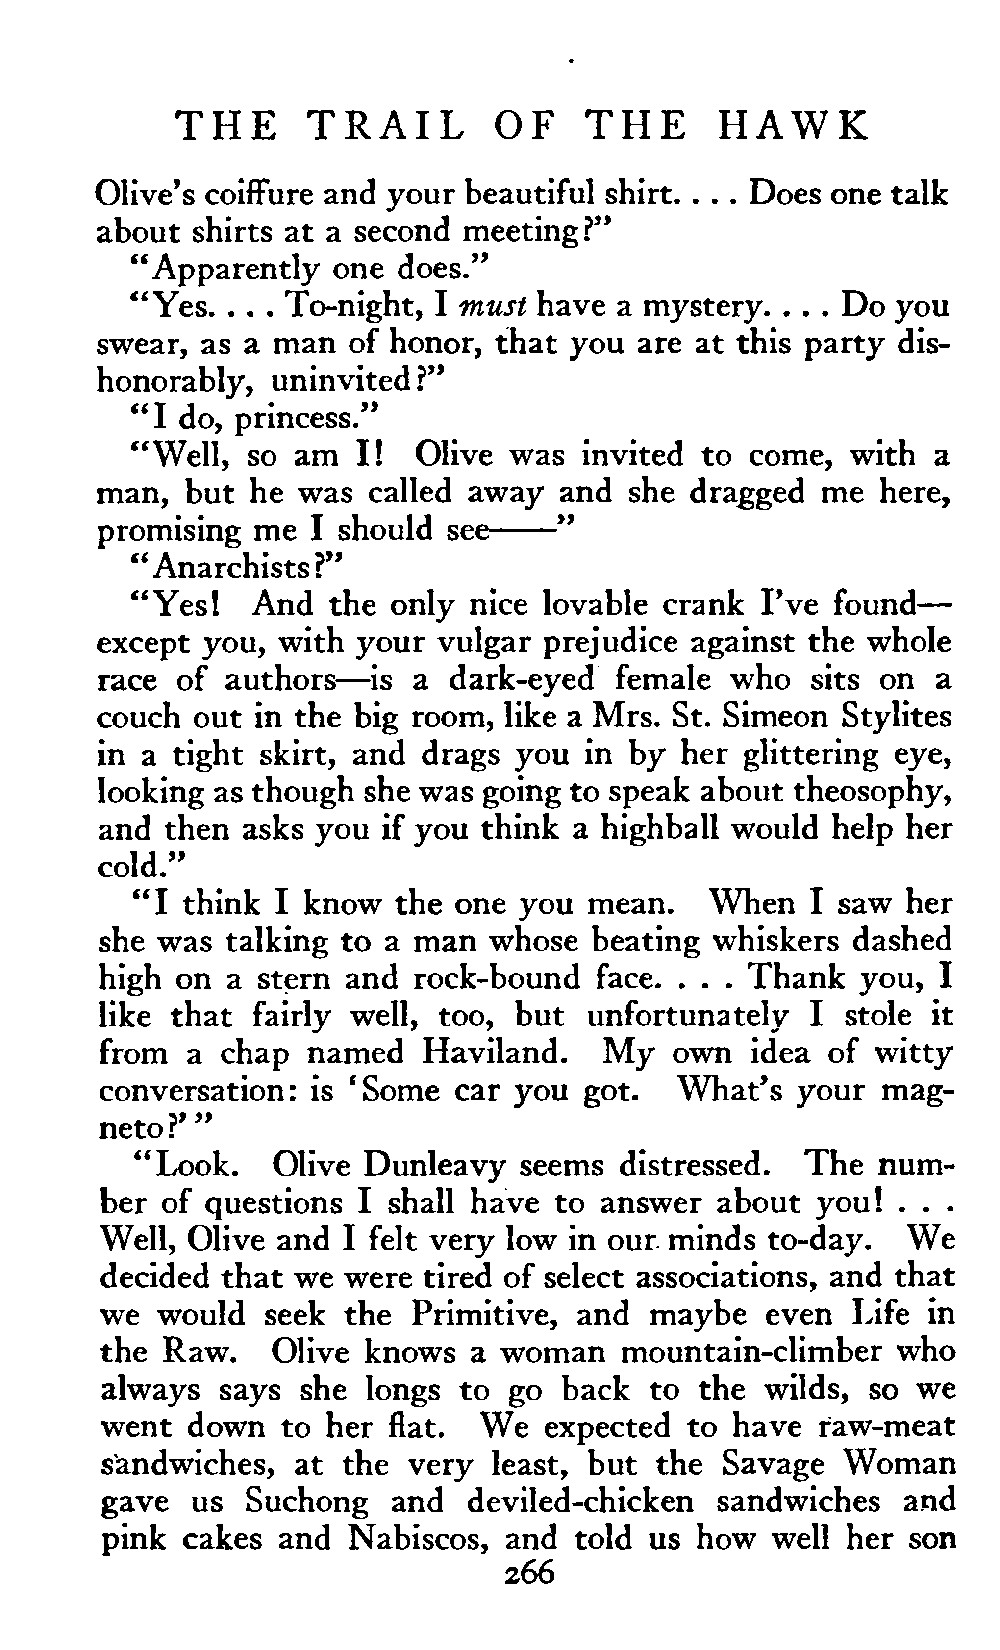 THE TRAIL OF THE HAWK
Olive's coiffure and your beautiful shirt. . . . Does one talk
about shirts at a second meeting?"
"Apparently one does."
"Yes. . . . To-night, I must have a mystery. . . . Do you
swear, as a man of honor, that you are at this party dis-
honorably, uninvited?"
"I do, princess."
"Well, so am I! Olive was invited to come, with a
man, but he was called away and she dragged me here,
promising me I should see——"
"Anarchists?"
"Yes! And the only nice lovable crank I've found—
except you, with your vulgar prejudice against the whole
race of authors—is a dark-eyed female who sits on a
couch out in the big room, like a Mrs. St. Simeon Stylites
in a tight skirt, and drags you in by her glittering eye,
looking as though she was going to speak about theosophy,
and then asks you if you think a highball would help her
cold."
"I think I know the one you mean. When I saw her
she was talking to a man whose beating whiskers dashed
high on a stern and rock-bound face. . . . Thank you, I
like that fairly well, too, but unfortunately I stole it
from a chap named Haviland. My own idea of witty
conversation: is 'Some car you got. What's your mag-
neto?'"
"Look. Olive Dunleavy seems distressed. The num-
ber of questions I shall have to answer about you! . . .
Well, Olive and I felt very low in our minds to-day. We
decided that we were tired of select associations, and that
we would seek the Primitive, and maybe even Life in
the Raw. Olive knows a woman mountain-climber who
always says she longs to go back to the wilds, so we
went down to her flat. We expected to have raw-meat
sandwiches, at the very least, but the Savage Woman
gave us Suchong and deviled-chicken sandwiches and
pink cakes and Nabiscos, and told us how well her son
266